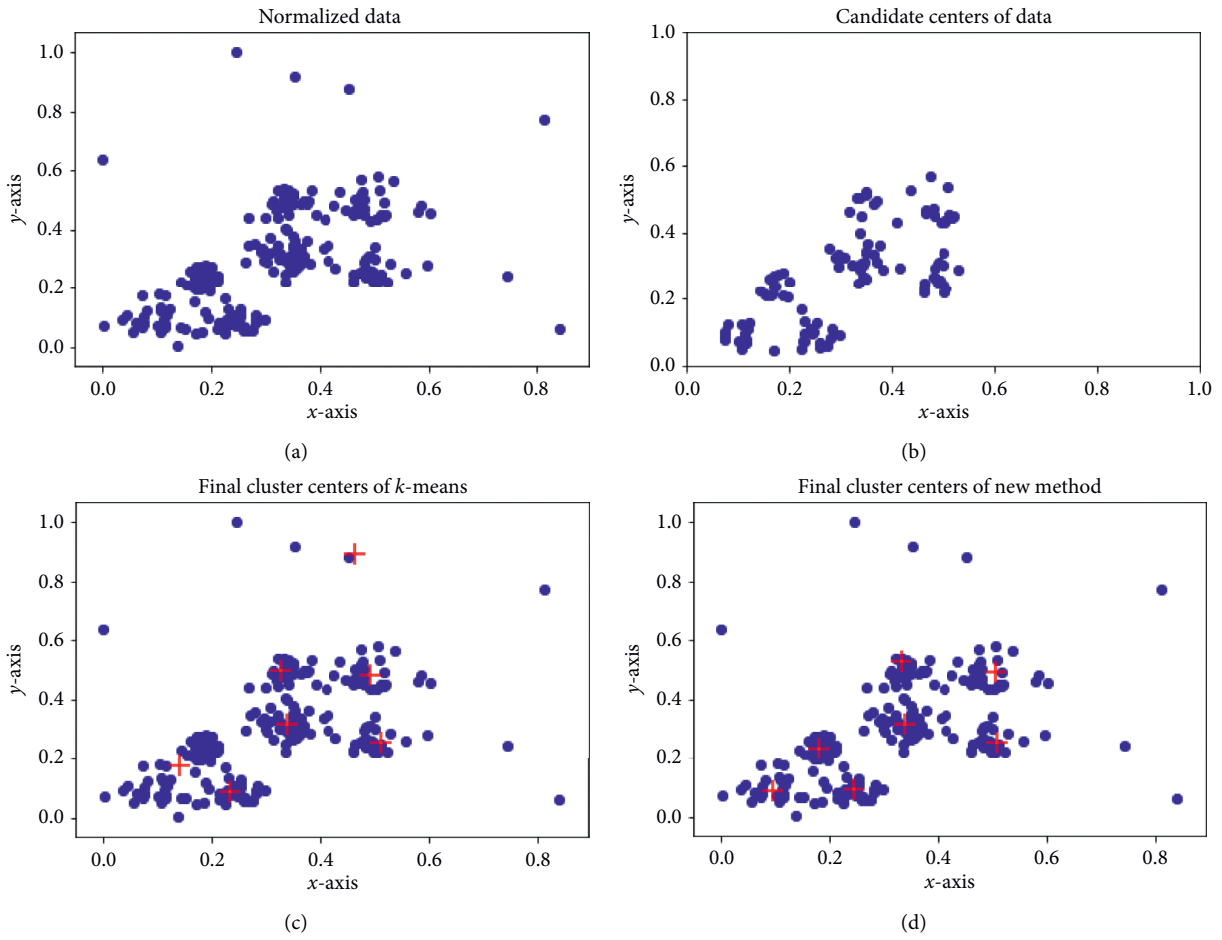 Normalized data
1.0
0.8
0.6
0.4
0.2
0.0
y-axis
0.0 0.2 0.4 0.6 0.8
x-axis
(a)
Candidate centers of data
1.0
0.8
0.6
0.4
0.2
0.0
y-axis
0.0 0.2 0.4 0.6 0.8 1.0
x-axis
(b)
Final cluster centers of k-means
1.0
0.8
0.6
0.4
0.2
0.0
y-axis
0.0 0.2 0.4 0.6 0.8
x-axis
(c)
Final cluster centers of new method
1.0
0.8
0.6
0.4
0.2
0.0
y-axis
0.0 0.2 0.4 0.6 0.8
x-axis
(d)